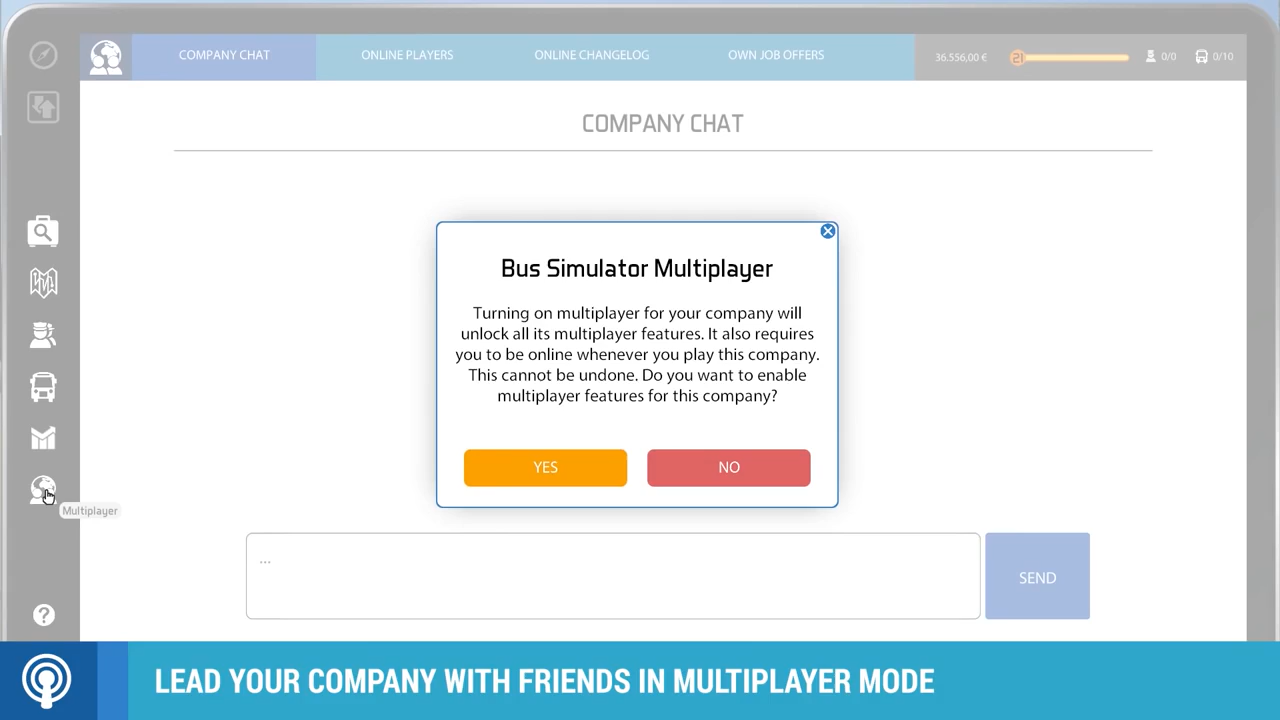 COMPANY CHAT
ONLINE PLAYERS
ONLINE CHANGELOG
OWN JOB OFFERS
36.556,00 €
21
0/0
0/10
COMPANY CHAT
Bus Simulator Multiplayer
Turning on multiplayer for your company will
unlock all its multiplayer features. It also requires
you to be online whenever you play this company.
This cannot be undone. Do you want to enable
multiplayer features for this company?
YES
NO
Multiplayer
...
SEND
?
LEAD YOUR COMPANY WITH FRIENDS IN MULTIPLAYER MODE